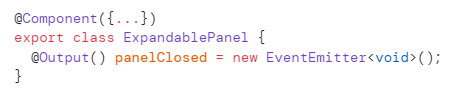 @Component({...})
export class ExpandablePanel {
  @Output() panelClosed = new EventEmitter<void>();
}